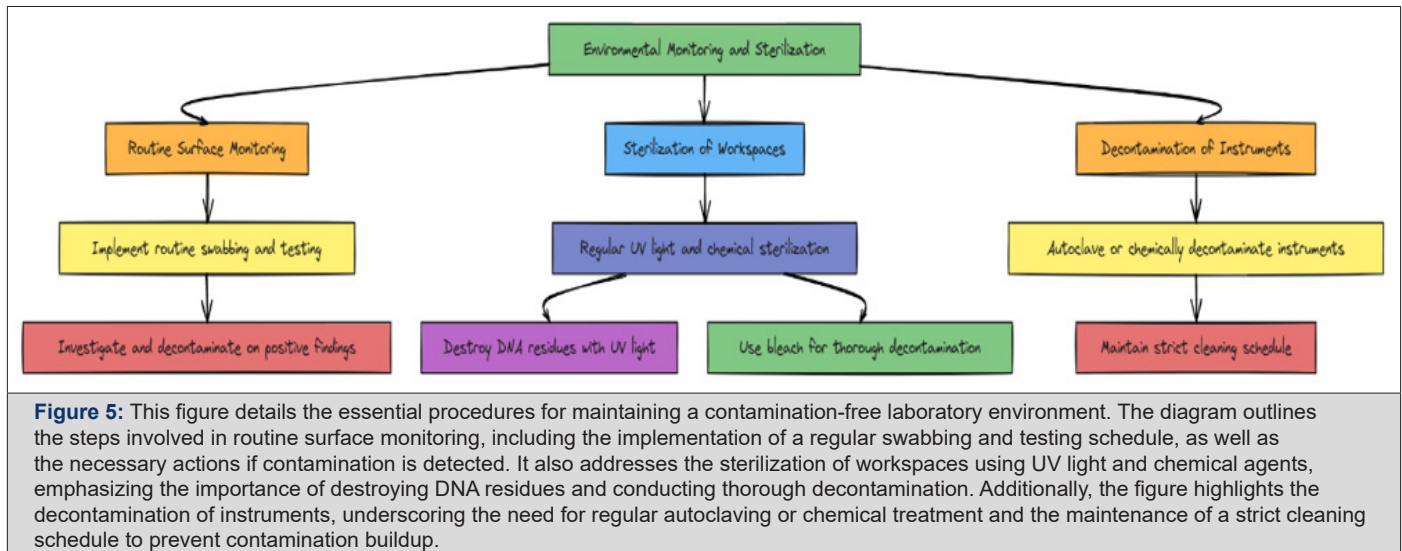 Environmental Monitoring and Sterilization
Routine Surface Monitoring
Sterilization of Workspaces
Decontamination of Instruments
Implement routine swabbing and testing
Regular UV light and chemical sterilization
Autoclave or chemically decontaminate instruments
Investigate and decontaminate on positive findings
Destroy DNA residues with UV light
Use bleach for thorough decontamination
Maintain strict cleaning schedule
Figure 5: This figure details the essential procedures for maintaining a contamination-free laboratory environment. The diagram outlines
the steps involved in routine surface monitoring, including the implementation of a regular swabbing and testing schedule, as well as
the necessary actions if contamination is detected. It also addresses the sterilization of workspaces using UV light and chemical agents,
emphasizing the importance of destroying DNA residues and conducting thorough decontamination. Additionally, the figure highlights the
decontamination of instruments, underscoring the need for regular autoclaving or chemical treatment and the maintenance of a strict cleaning
schedule to prevent contamination buildup.